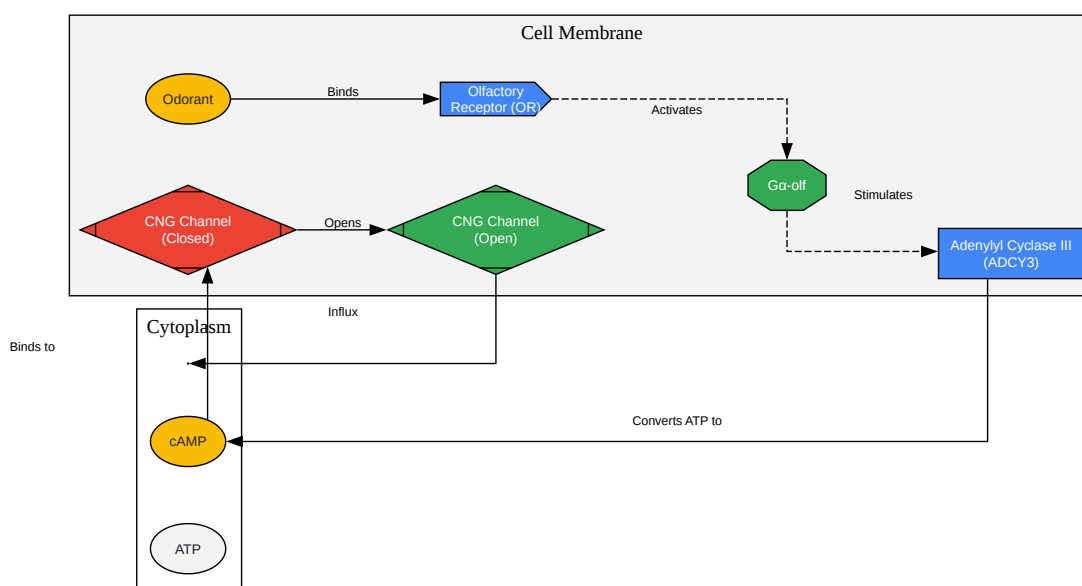 Cell Membrane
Odorant
Binds
Olfactory
Receptor (OR)
Activates
Gα-olf
Stimulates
CNG Channel
(Closed)
Opens
CNG Channel
(Open)
Adenylyl Cyclase III
(ADCY3)
Influx
Cytoplasm
Binds to
Converts ATP to
cAMP
ATP